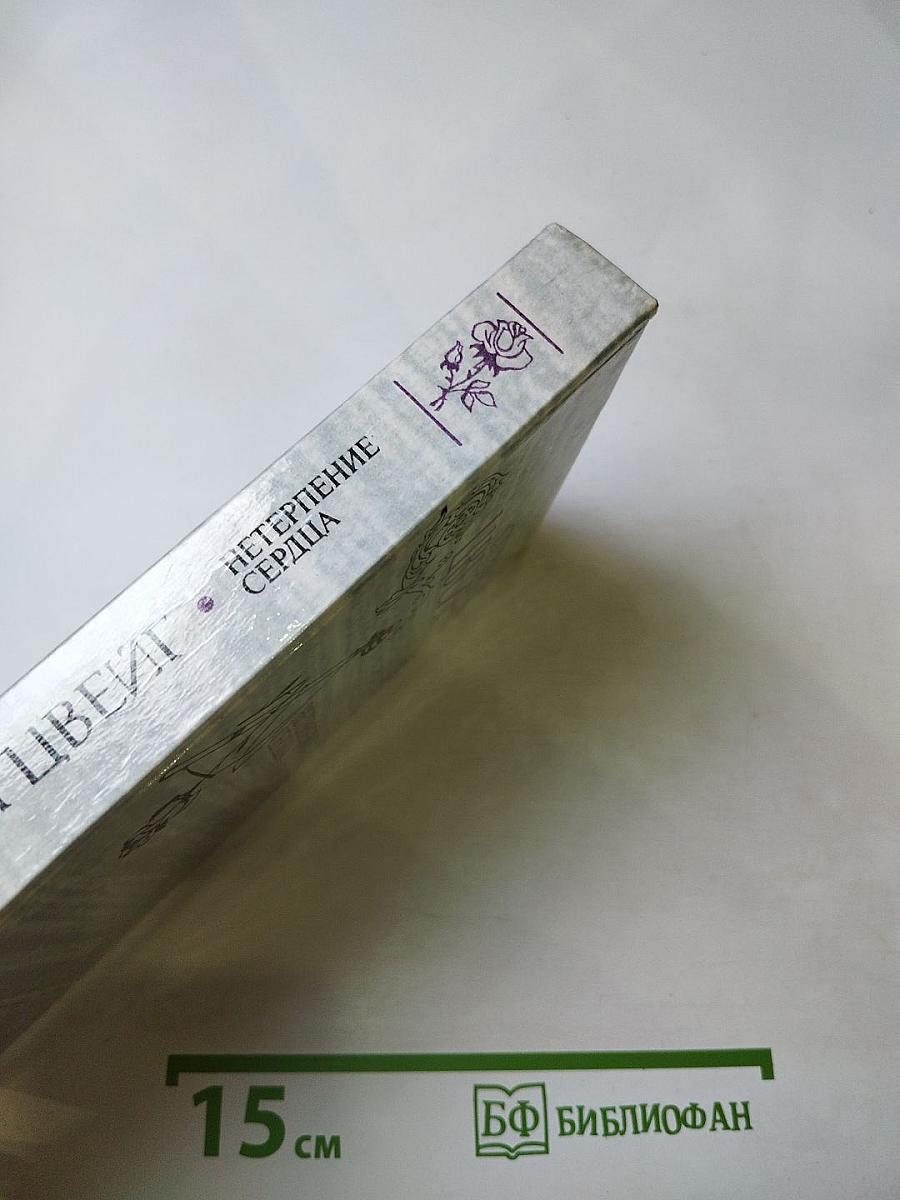 ЦВЕЙГ • НЕТЕРПЕНИЕ
СЕРДЦА
15 см
БФ БИБЛИОФАН